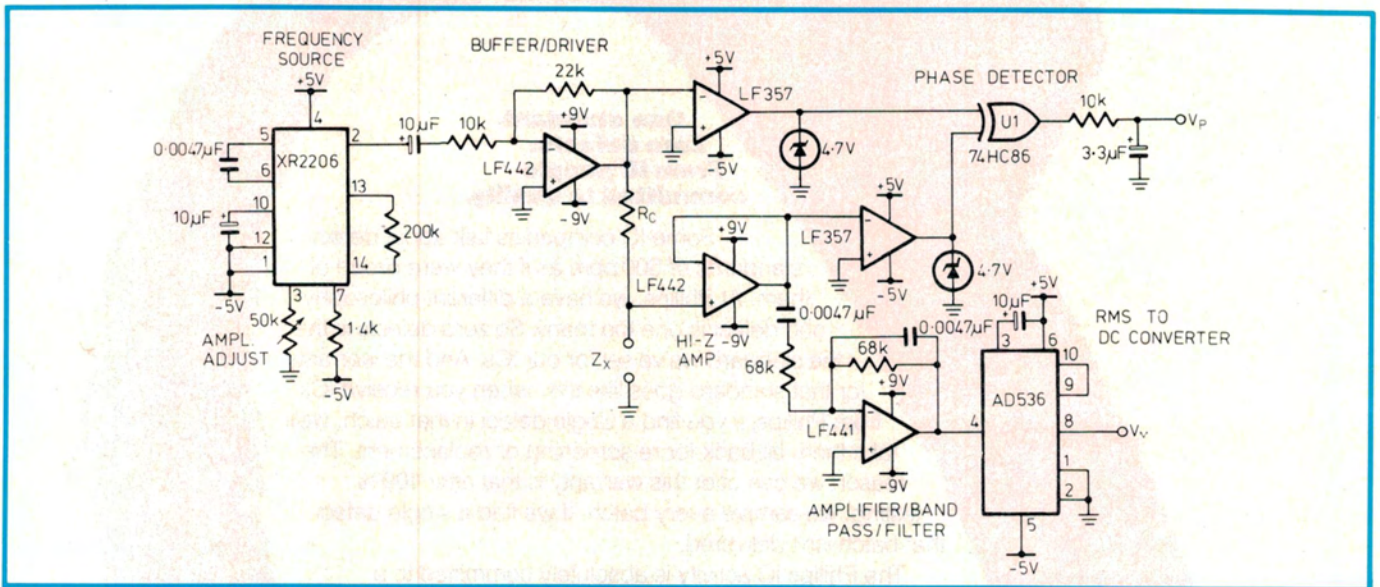 FREQUENCY
SOURCE
+5V
4
5
0·0047μF
6
XR2206
2
10μF
+
10k
BUFFER/DRIVER
22k
-
+9V
LF442
+
-9V
+5V
-
LF357
+
-5V
4·7V
PHASE DETECTOR
U1
74HC86
10k
VP
+
3·3μF
10μF
+
10
12
1
13
200k
14
-5V
3
7
50k
AMPL.
ADJUST
1·4k
-5V
RC
ZX
-
+9V
LF442
+
HI-Z
AMP
-9V
+5V
-
LF357
+
-5V
4·7V
0·0047μF
68k
0·0047μF
68k
-
+9V
LF441
+
-9V
AMPLIFIER/BAND
PASS/FILTER
+5V
10μF
+
3
6
RMS TO
DC CONVERTER
10
9
AD536
4
8
VV
1
2
5
-5V